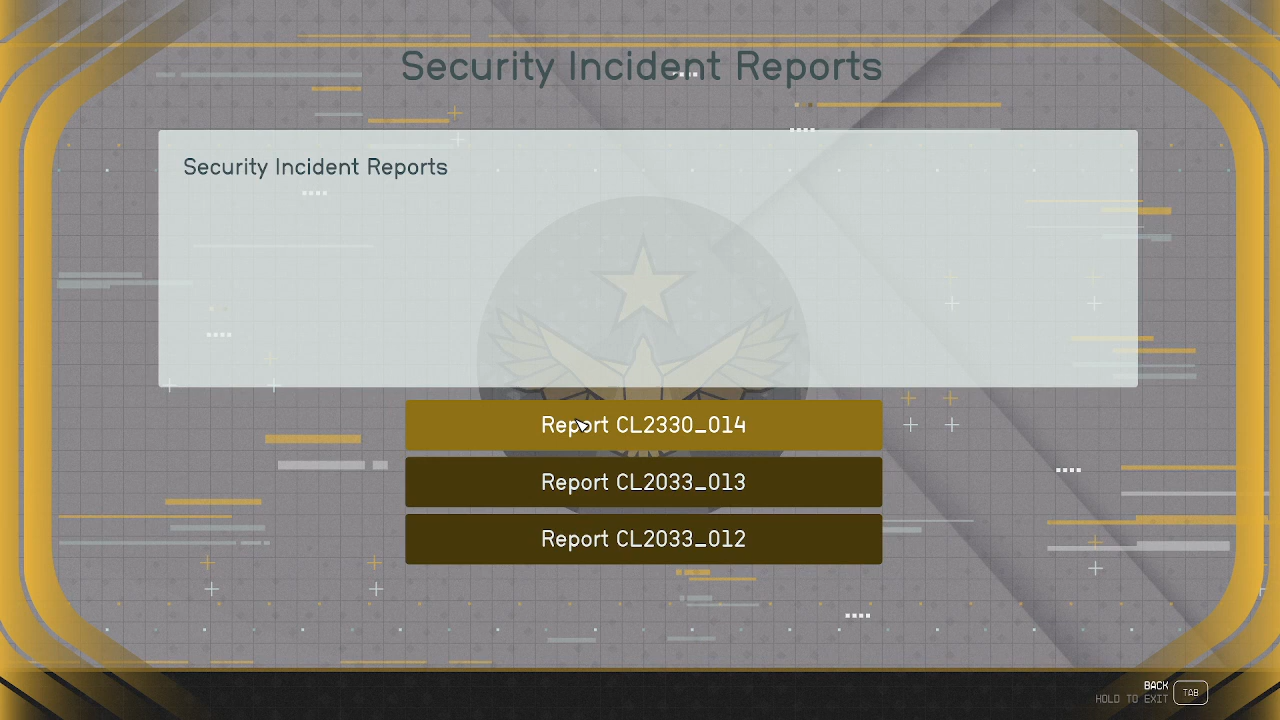 Security Incident Reports
Security Incident Reports
Report CL2330_014
Report CL2033_013
Report CL2033_012
BACK
HOLD TO EXIT
TAB